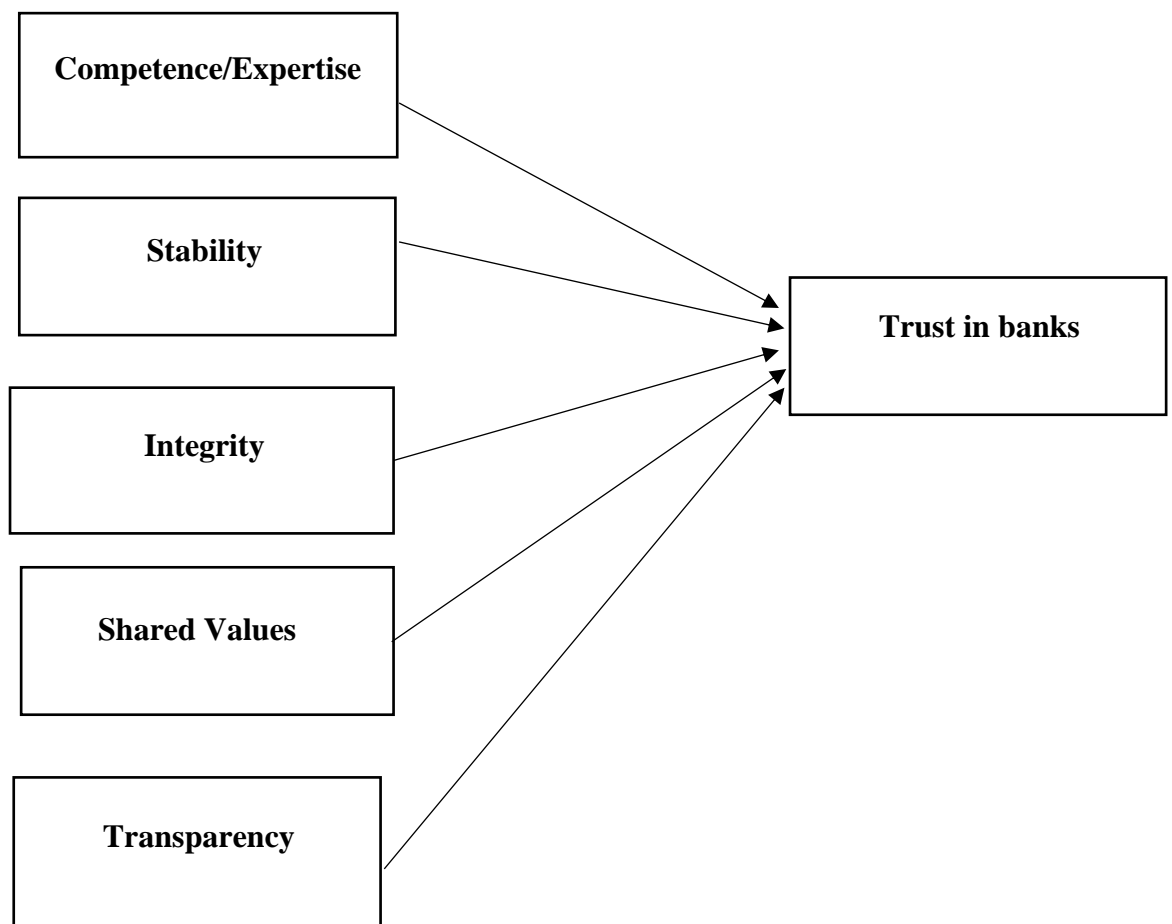 Competence/Expertise
Stability
Trust in banks
Integrity
Shared Values
Transparency